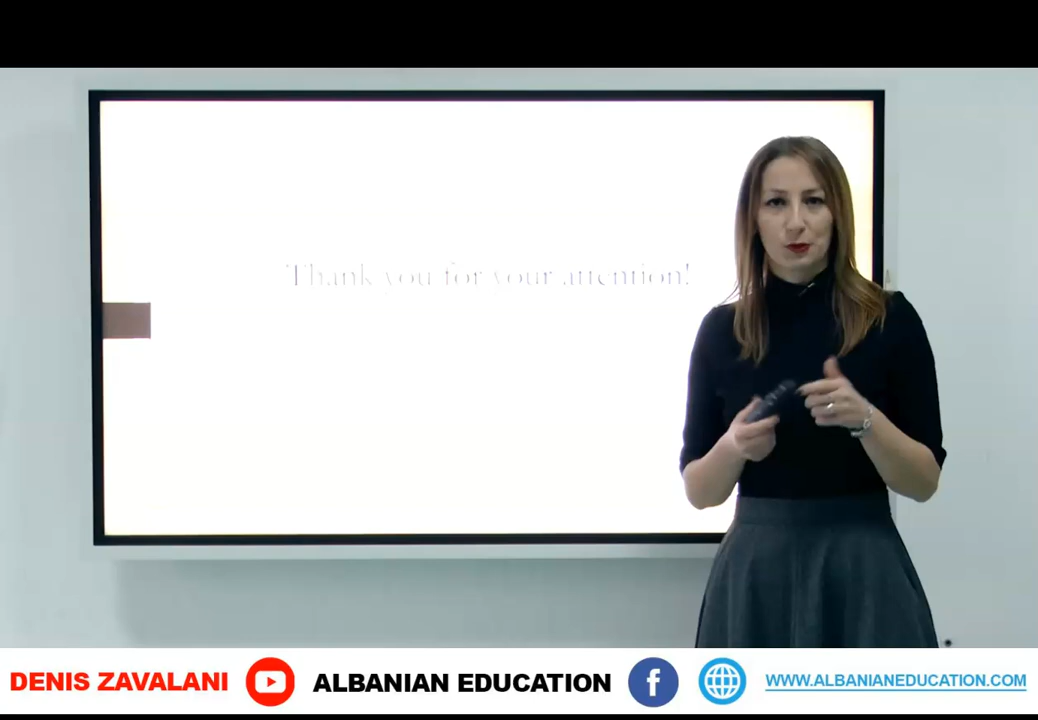 Thank you for your attention!
DENIS ZAVALANI ALBANIAN EDUCATION WWW.ALBANIANEDUCATION.COM